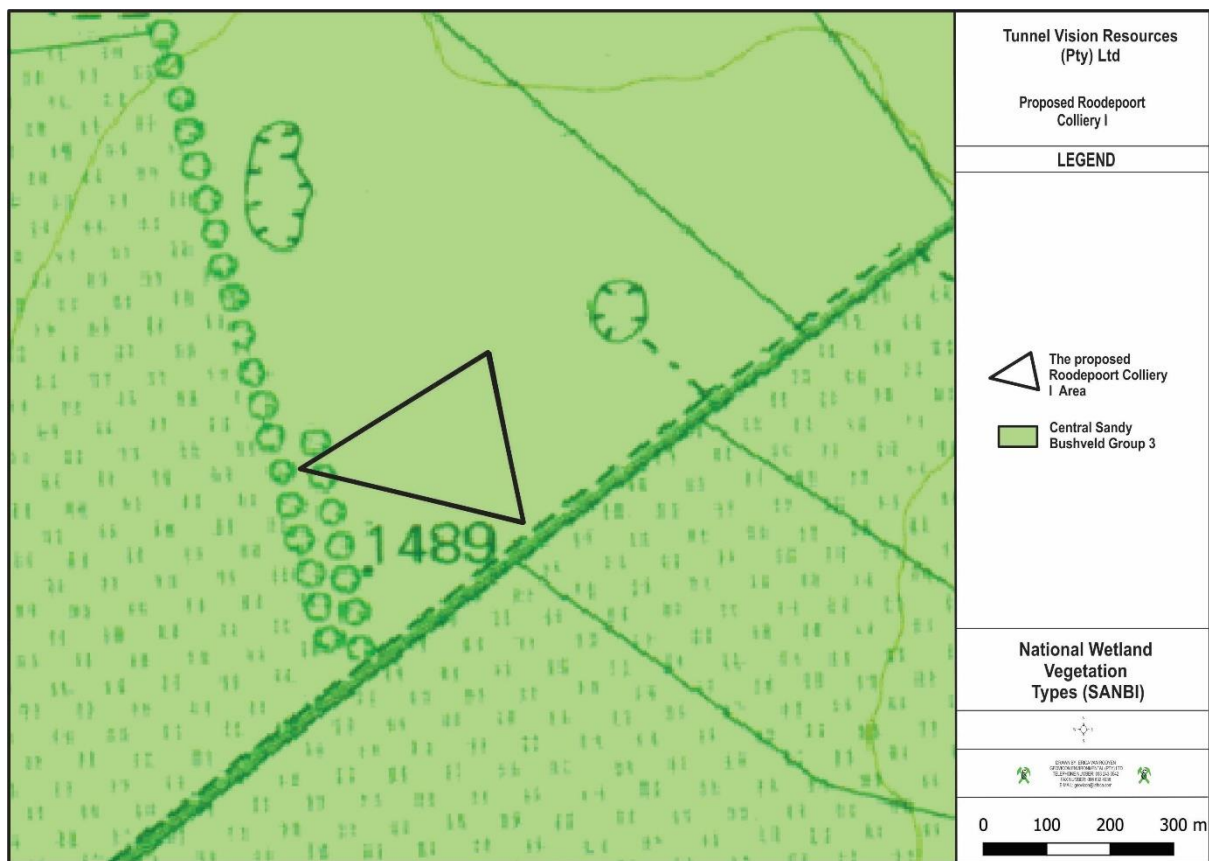 1489
Tunnel Vision Resources
(Pty) Ltd
Proposed Roodepoort
Colliery I
LEGEND
The proposed
Roodepoort Colliery
I Area
Central Sandy
Bushveld Group 3
National Wetland
Vegetation
Types (SANBI)
0 100 200 300 m